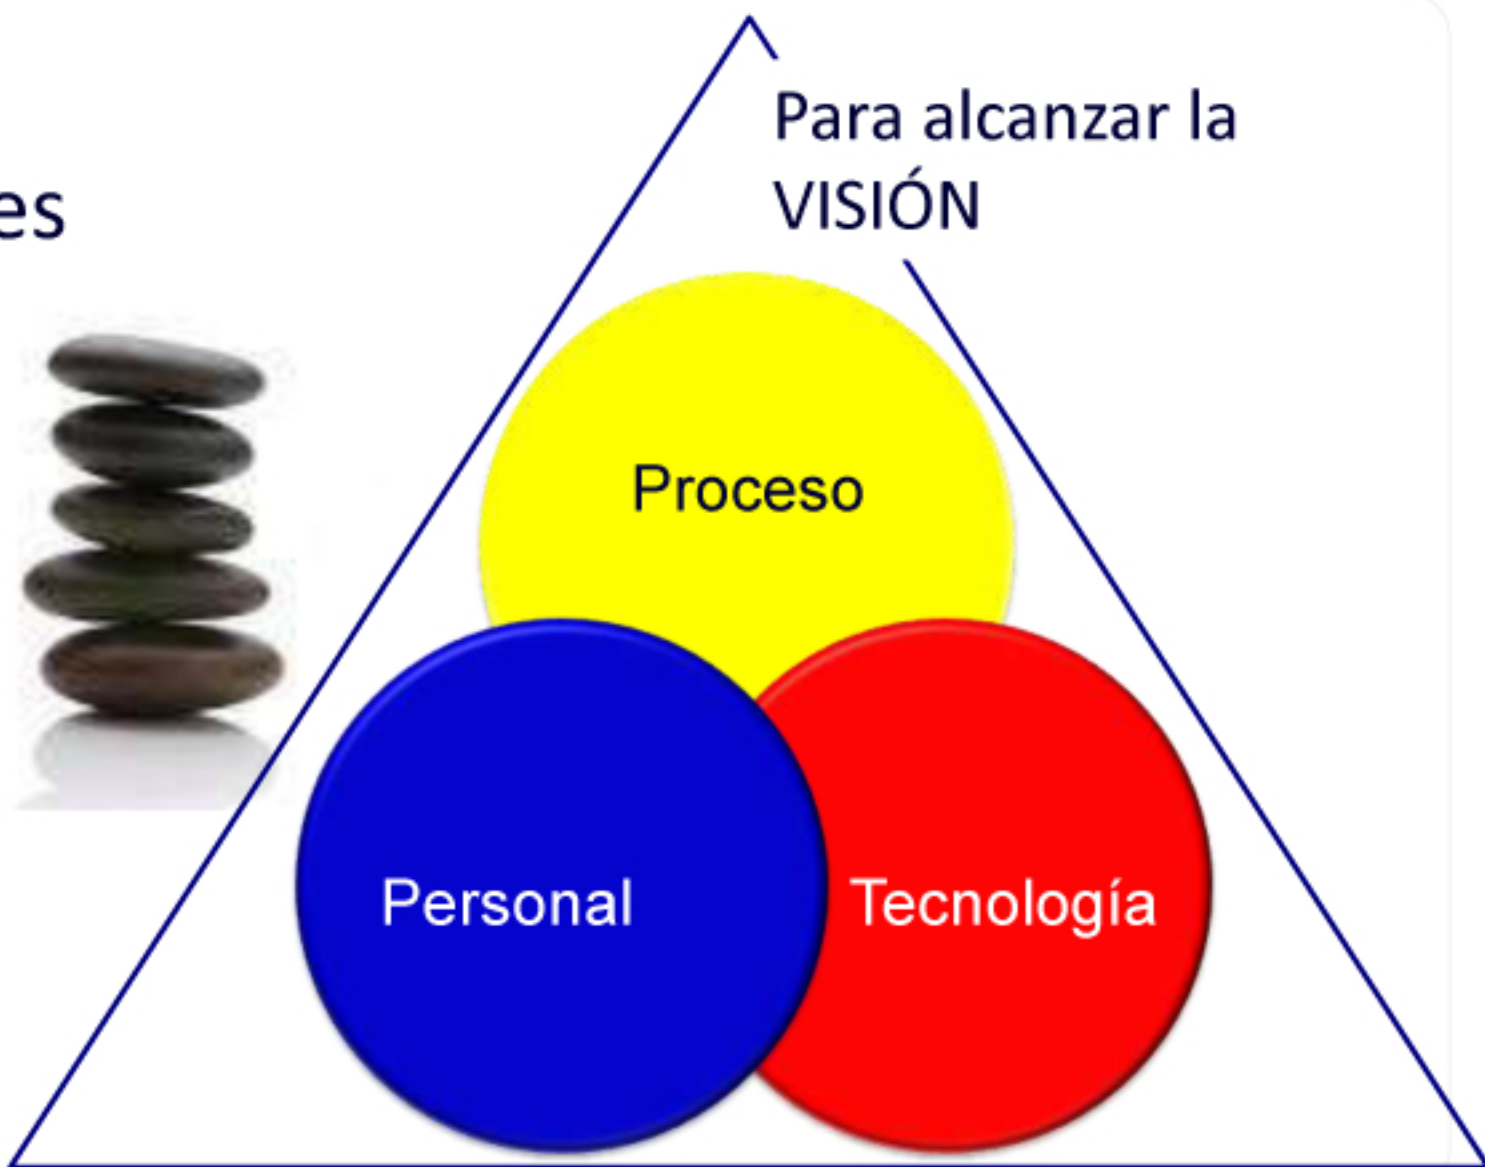 Para alcanzar la
VISIÓN
es
Proceso
Personal
Tecnología